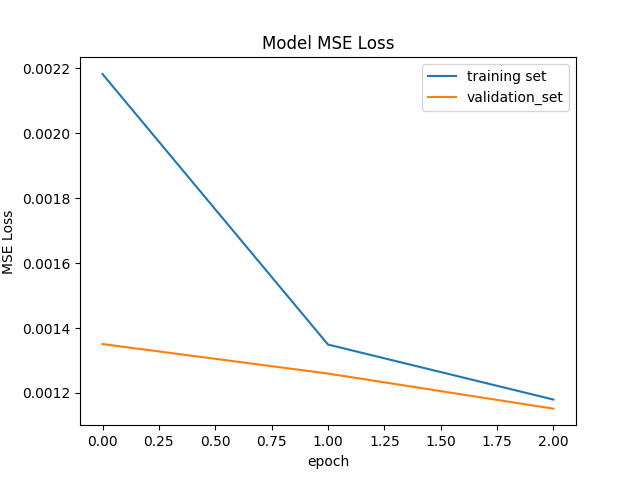 Model MSE Loss
training set
validation_set
MSE Loss
0.0022
0.0020
0.0018
0.0016
0.0014
0.0012
0.00 0.25 0.50 0.75 1.00 1.25 1.50 1.75 2.00
epoch